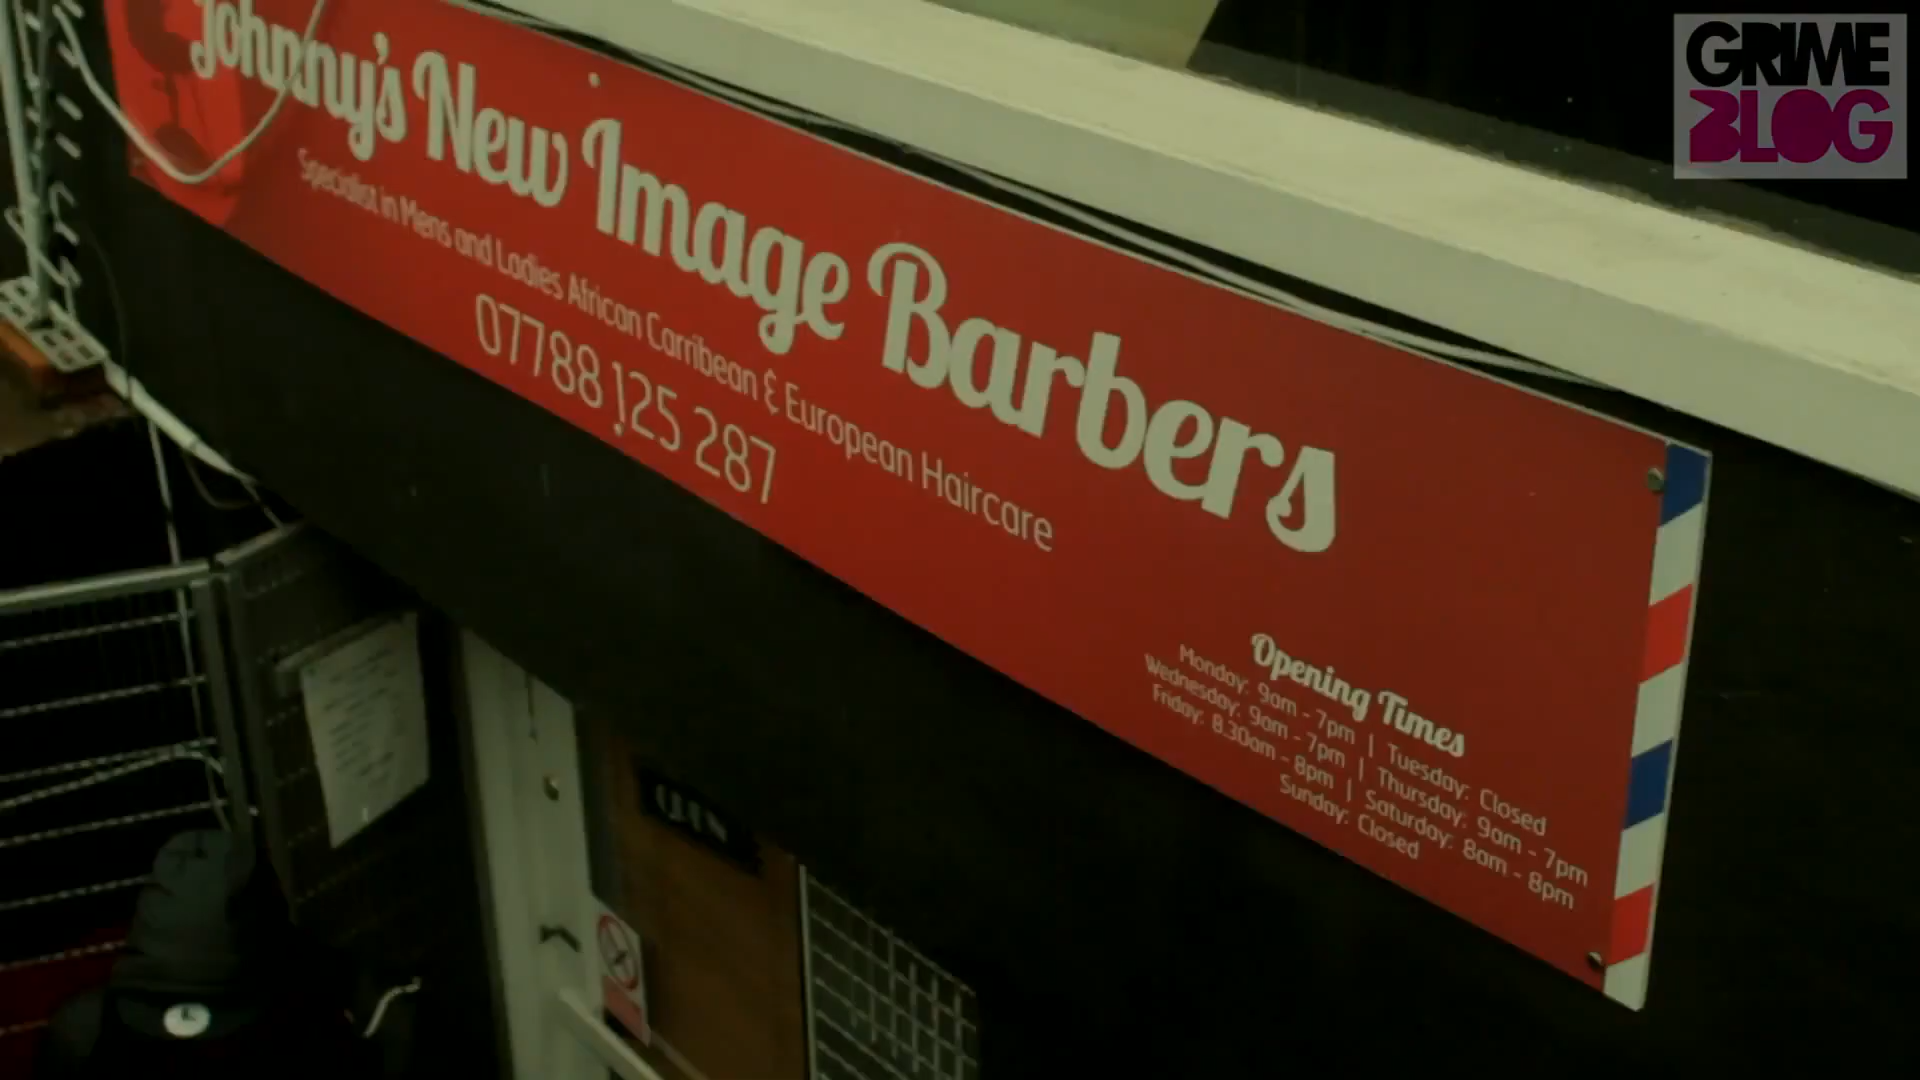 GRIME
BLOG
Johnny's New Image Barbers
Specialist in Mens and Ladies African Carribean & European Haircare
07788 125 287
Opening Times
Monday: 9am - 7pm | Tuesday: Closed
Wednesday: 9am - 7pm | Thursday: 9am - 7pm
Friday: 8.30am - 8pm | Saturday: 8am - 8pm
Sunday: Closed